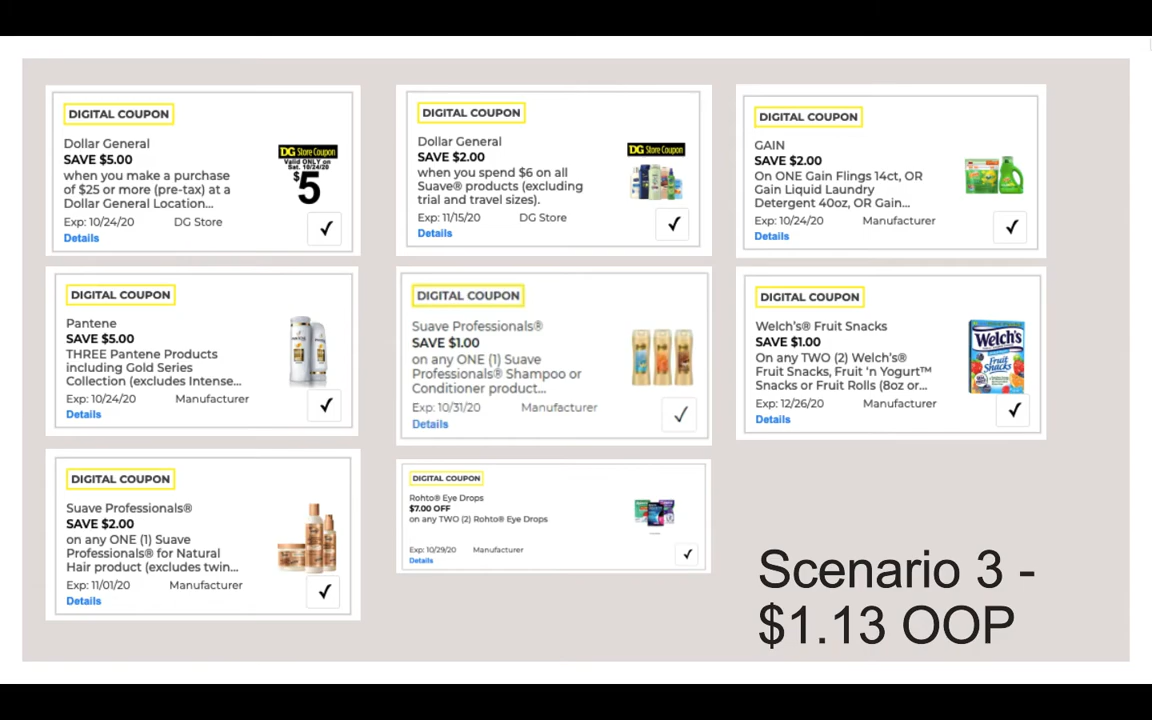 DIGITAL COUPON
Dollar General
SAVE $5.00
when you make a purchase
of $25 or more (pre-tax) at a
Dollar General Location...
Exp: 10/24/20 DG Store
Details
DG Store Coupon
Valid ONLY on
Sat. 10/24/20
$5
DIGITAL COUPON
Dollar General
SAVE $2.00
when you spend $6 on all
Suave® products (excluding
trial and travel sizes).
Exp: 11/15/20 DG Store
Details
DG Store Coupon
DIGITAL COUPON
GAIN
SAVE $2.00
On ONE Gain Flings 14ct, OR
Gain Liquid Laundry
Detergent 40oz, OR Gain...
Exp: 10/24/20 Manufacturer
Details
DIGITAL COUPON
Pantene
SAVE $5.00
THREE Pantene Products
including Gold Series
Collection (excludes Intense...
Exp: 10/24/20 Manufacturer
Details
DIGITAL COUPON
Suave Professionals®
SAVE $1.00
on any ONE (1) Suave
Professionals® Shampoo or
Conditioner product...
Exp: 10/31/20 Manufacturer
Details
DIGITAL COUPON
Welch's® Fruit Snacks
SAVE $1.00
On any TWO (2) Welch's®
Fruit Snacks, Fruit 'n Yogurt™
Snacks or Fruit Rolls (8oz or...
Exp: 12/26/20 Manufacturer
Details
Welch's
Fruit
Snacks
DIGITAL COUPON
Suave Professionals®
SAVE $2.00
on any ONE (1) Suave
Professionals® for Natural
Hair product (excludes twin...
Exp: 11/01/20 Manufacturer
Details
DIGITAL COUPON
Rohto® Eye Drops
$7.00 OFF
on any TWO (2) Rohto® Eye Drops
Exp: 10/29/20 Manufacturer
Details
Scenario 3 -
$1.13 OOP